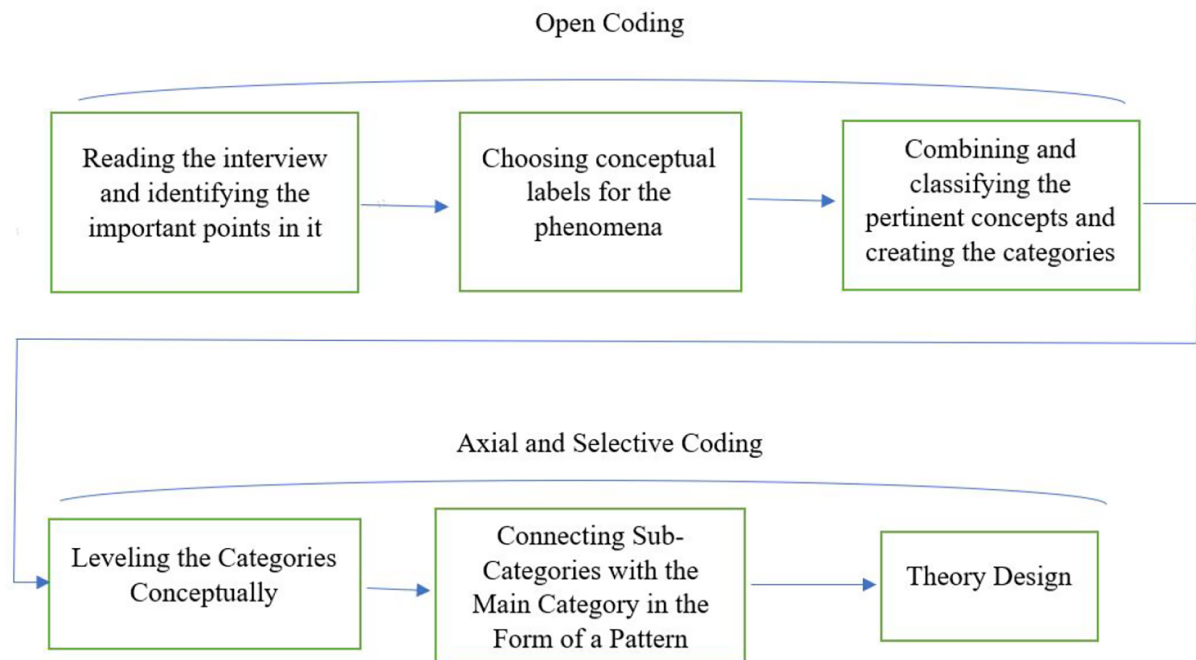 Open Coding
Reading the interview
and identifying the
important points in it
Choosing conceptual
labels for the
phenomena
Combining and
classifying the
pertinent concepts and
creating the categories
Axial and Selective Coding
Leveling the Categories
Conceptually
Connecting Sub-
Categories with the
Main Category in the
Form of a Pattern
Theory Design